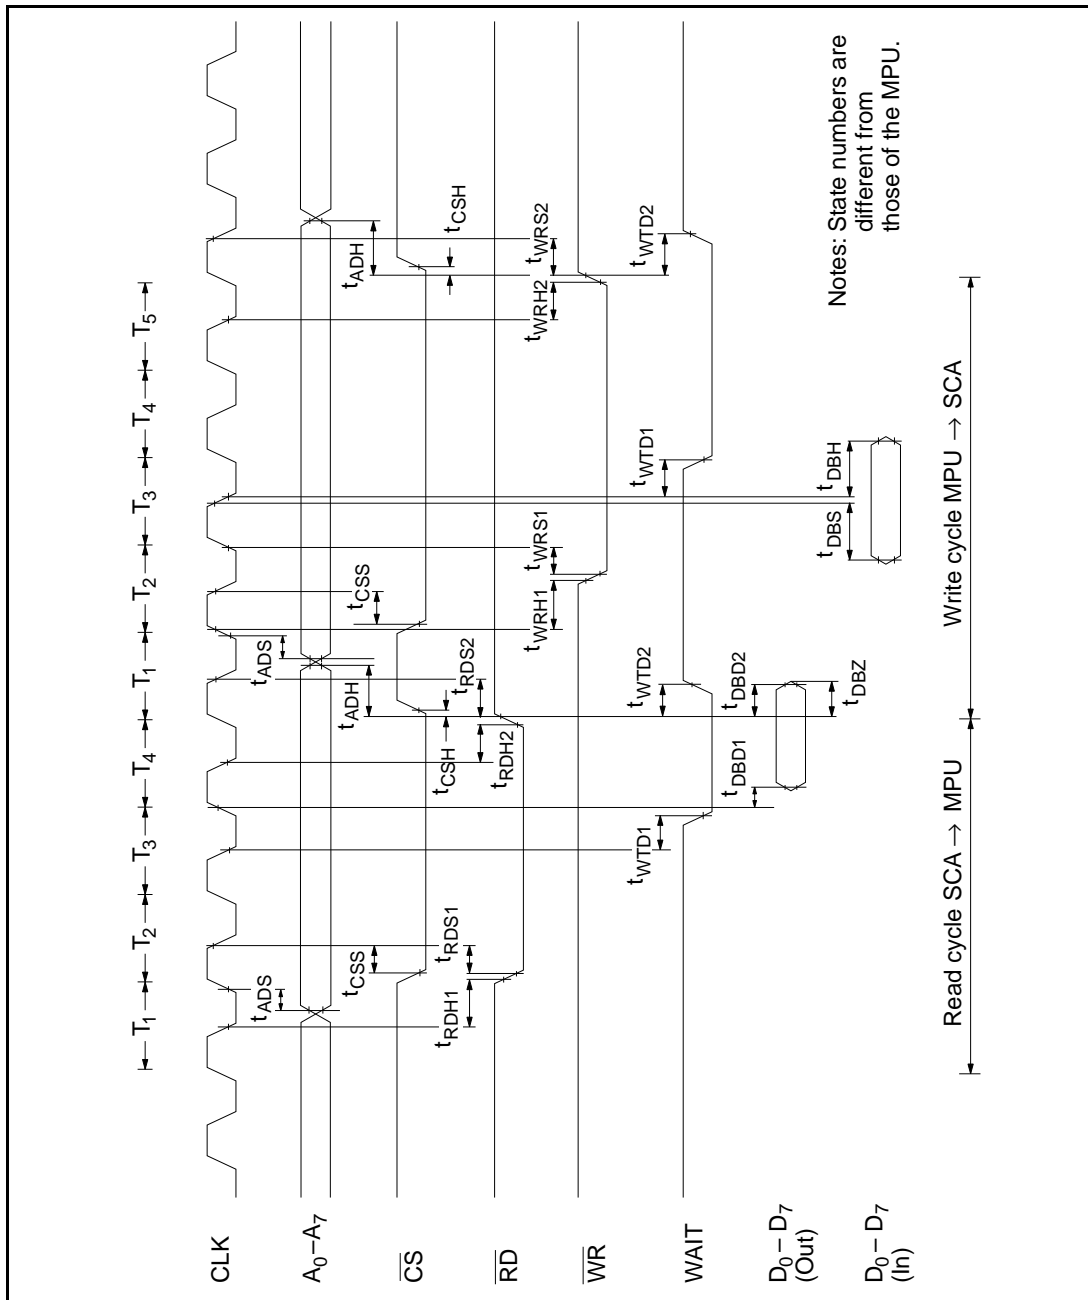 T1 T2 T3 T4 T1 T2 T3 T4 T5
CLK
A0–A7
tADS tADH tADS tADH
CS
tCSS tCSH tCSS tCSH
RD
tRDH1 tRDS1 tRDH2 tRDS2
WR
tWRH1 tWRS1 tWRH2 tWRS2
WAIT
tWTD1 tWTD2 tWTD1 tWTD2
D0–D7
(Out)
tDBD1 tDBD2 tDBZ
D0–D7
(In)
tDBS tDBH
Notes: State numbers are
different from
those of the MPU.
Read cycle SCA → MPU
Write cycle MPU → SCA